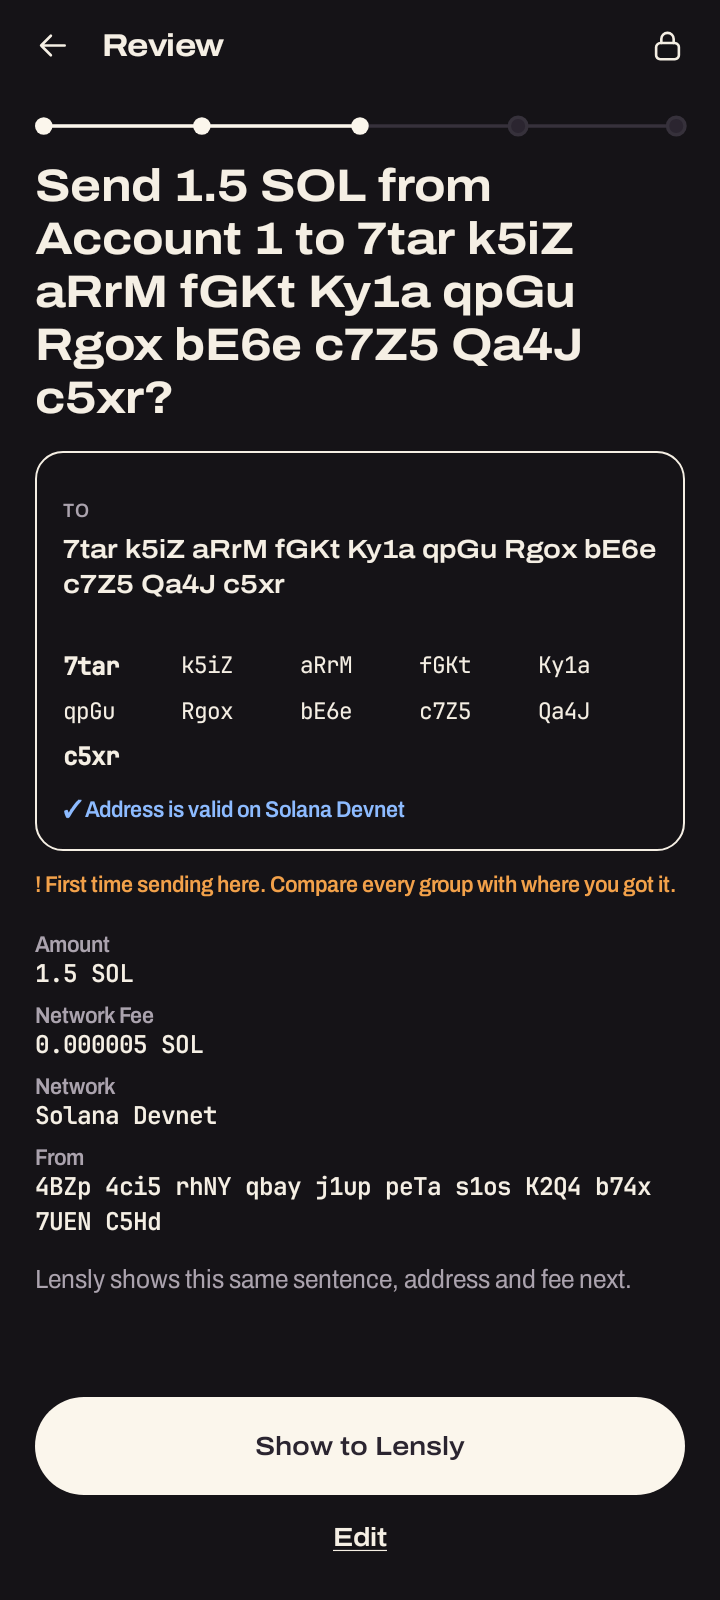 Review
Send 1.5 SOL from
Account 1 to 7tar k5iZ
aRrM fGKt Ky1a qpGu
Rgox bE6e c7Z5 Qa4J
c5xr?
TO
7tar k5iZ aRrM fGKt Ky1a qpGu Rgox bE6e
c7Z5 Qa4J c5xr
7tar k5iZ aRrM fGKt Ky1a
qpGu Rgox bE6e c7Z5 Qa4J
c5xr
✓ Address is valid on Solana Devnet
! First time sending here. Compare every group with where you got it.
Amount
1.5 SOL
Network Fee
0.000005 SOL
Network
Solana Devnet
From
4BZp 4ci5 rhNY qbay j1up peTa s1os K2Q4 b74x
7UEN C5Hd
Lensly shows this same sentence, address and fee next.
Show to Lensly
Edit